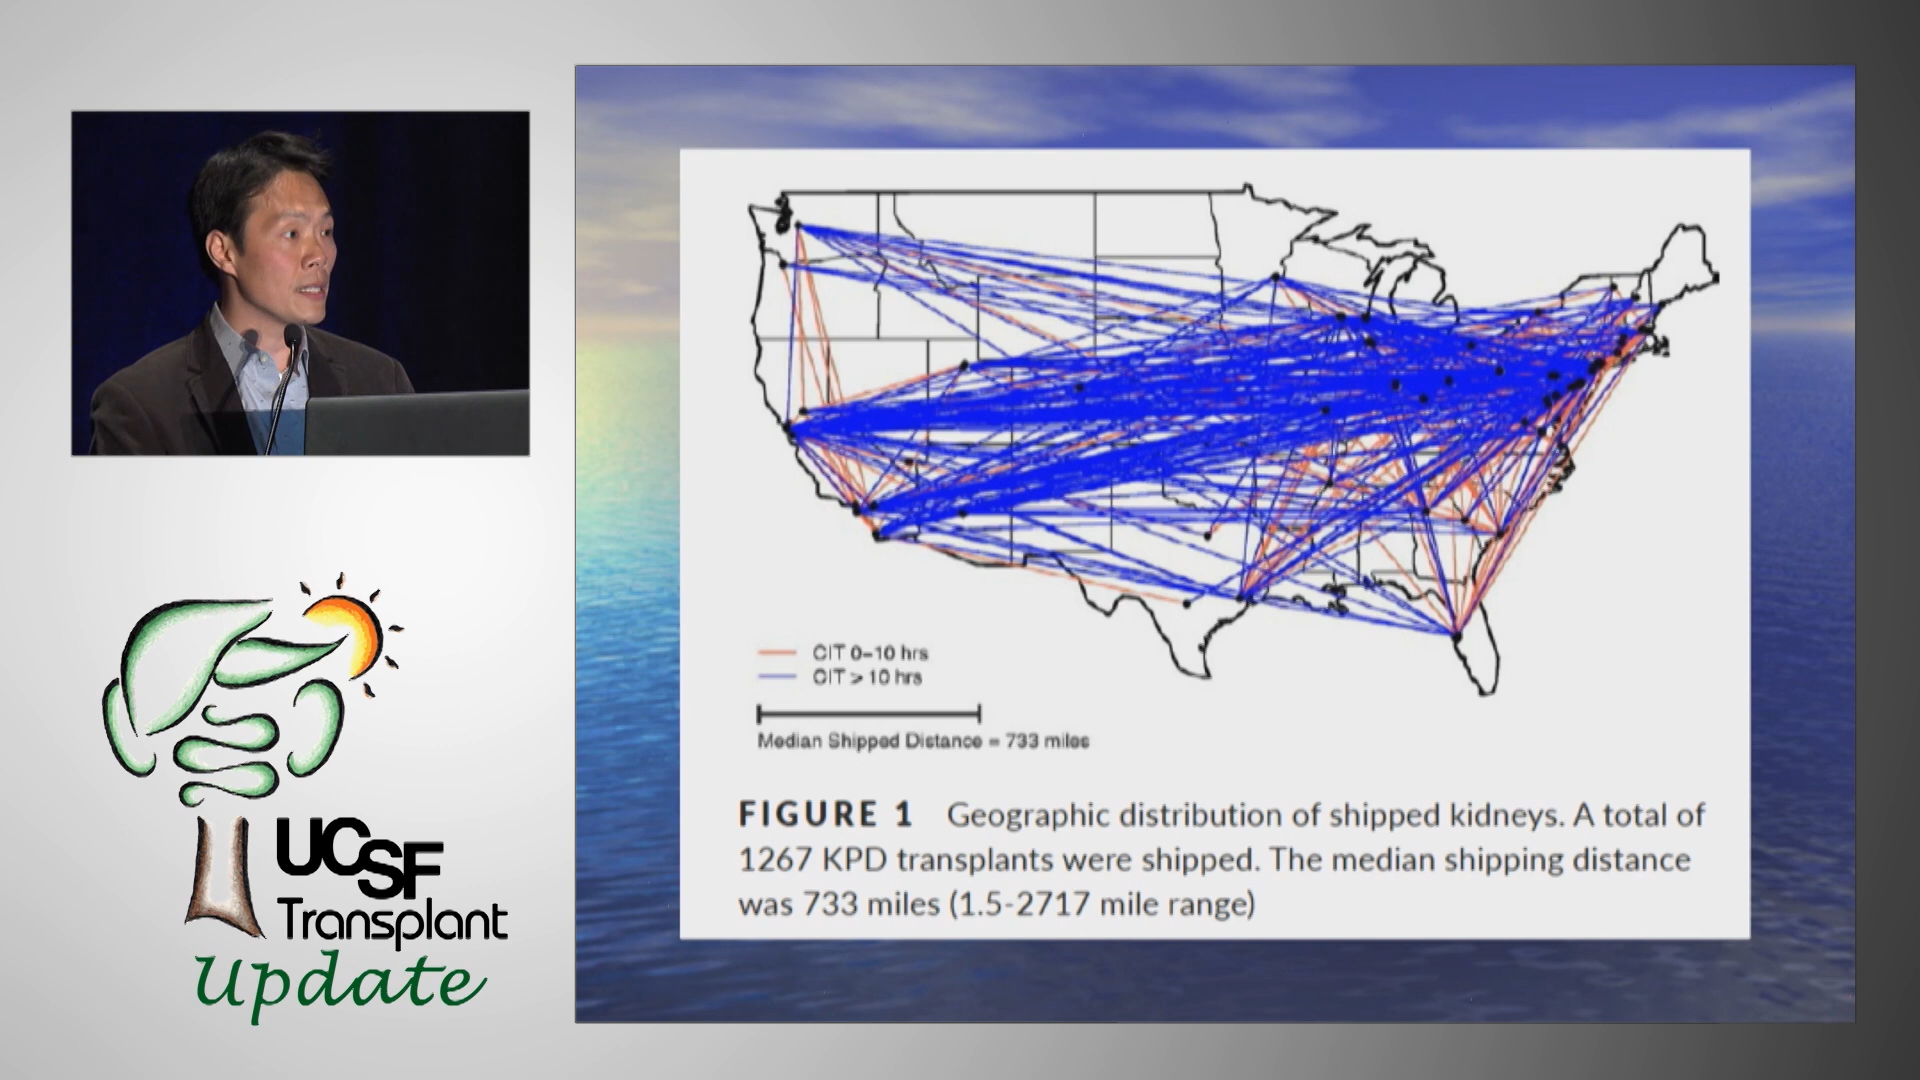 CIT 0–10 hrs
CIT > 10 hrs
Median Shipped Distance = 733 miles
FIGURE 1 Geographic distribution of shipped kidneys. A total of
1267 KPD transplants were shipped. The median shipping distance
was 733 miles (1.5-2717 mile range)
UCSF
Transplant
Update